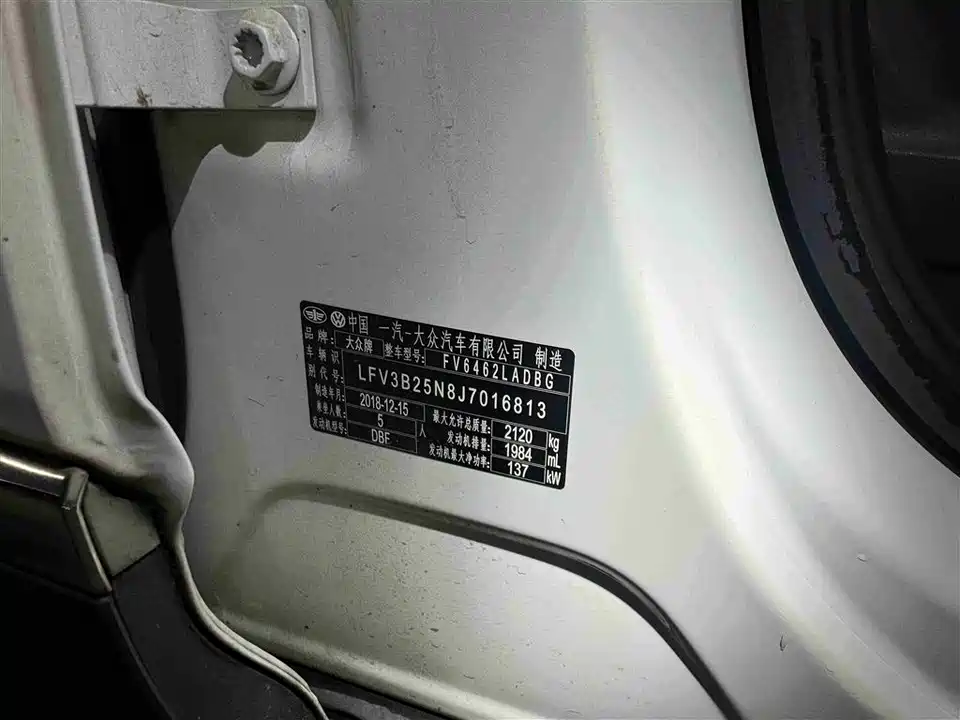 中国 一汽-大众汽车有限公司 制造
品牌: 大众牌 整车型号: FV6462LADBG
车辆识别代号: LFV3B25N8J7016813
制造年月: 2018-12-15 最大允许总质量: 2120 kg
乘坐人数: 5 人 发动机排量: 1984 mL
发动机型号: DBF 发动机最大净功率: 137 kW